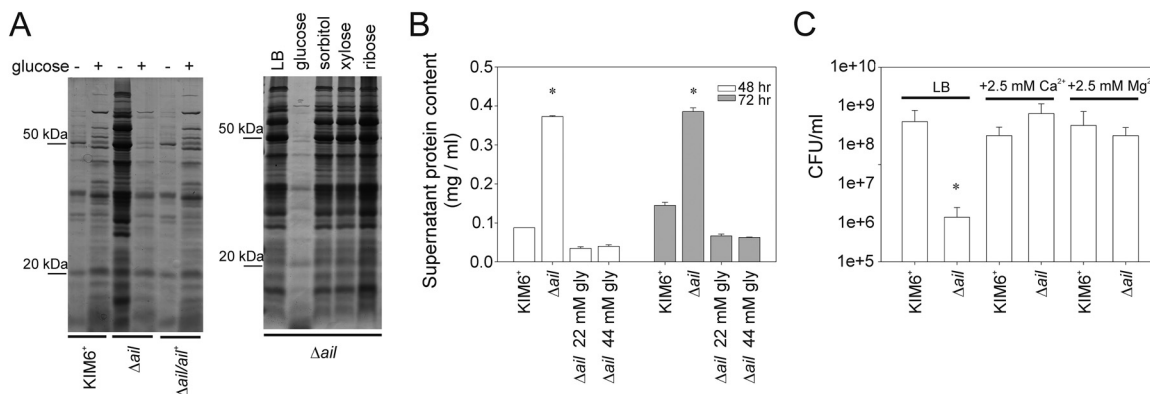 A
glucose - + - + - +
50 kDa
20 kDa
KIM6⁺
Δail
Δail/ail⁺
LB
glucose
sorbitol
xylose
ribose
50 kDa
20 kDa
Δail
B
Supernatant protein content
(mg / ml)
0.4
0.3
0.2
0.1
0.0
*
*
48 hr
72 hr
KIM6⁺
Δail
Δail 22 mM gly
Δail 44 mM gly
KIM6⁺
Δail
Δail 22 mM gly
Δail 44 mM gly
C
CFU/ml
1e+10
1e+9
1e+8
1e+7
1e+6
1e+5
LB
+2.5 mM Ca²⁺
+2.5 mM Mg²
*
KIM6⁺
Δail
KIM6⁺
Δail
KIM6⁺
Δail